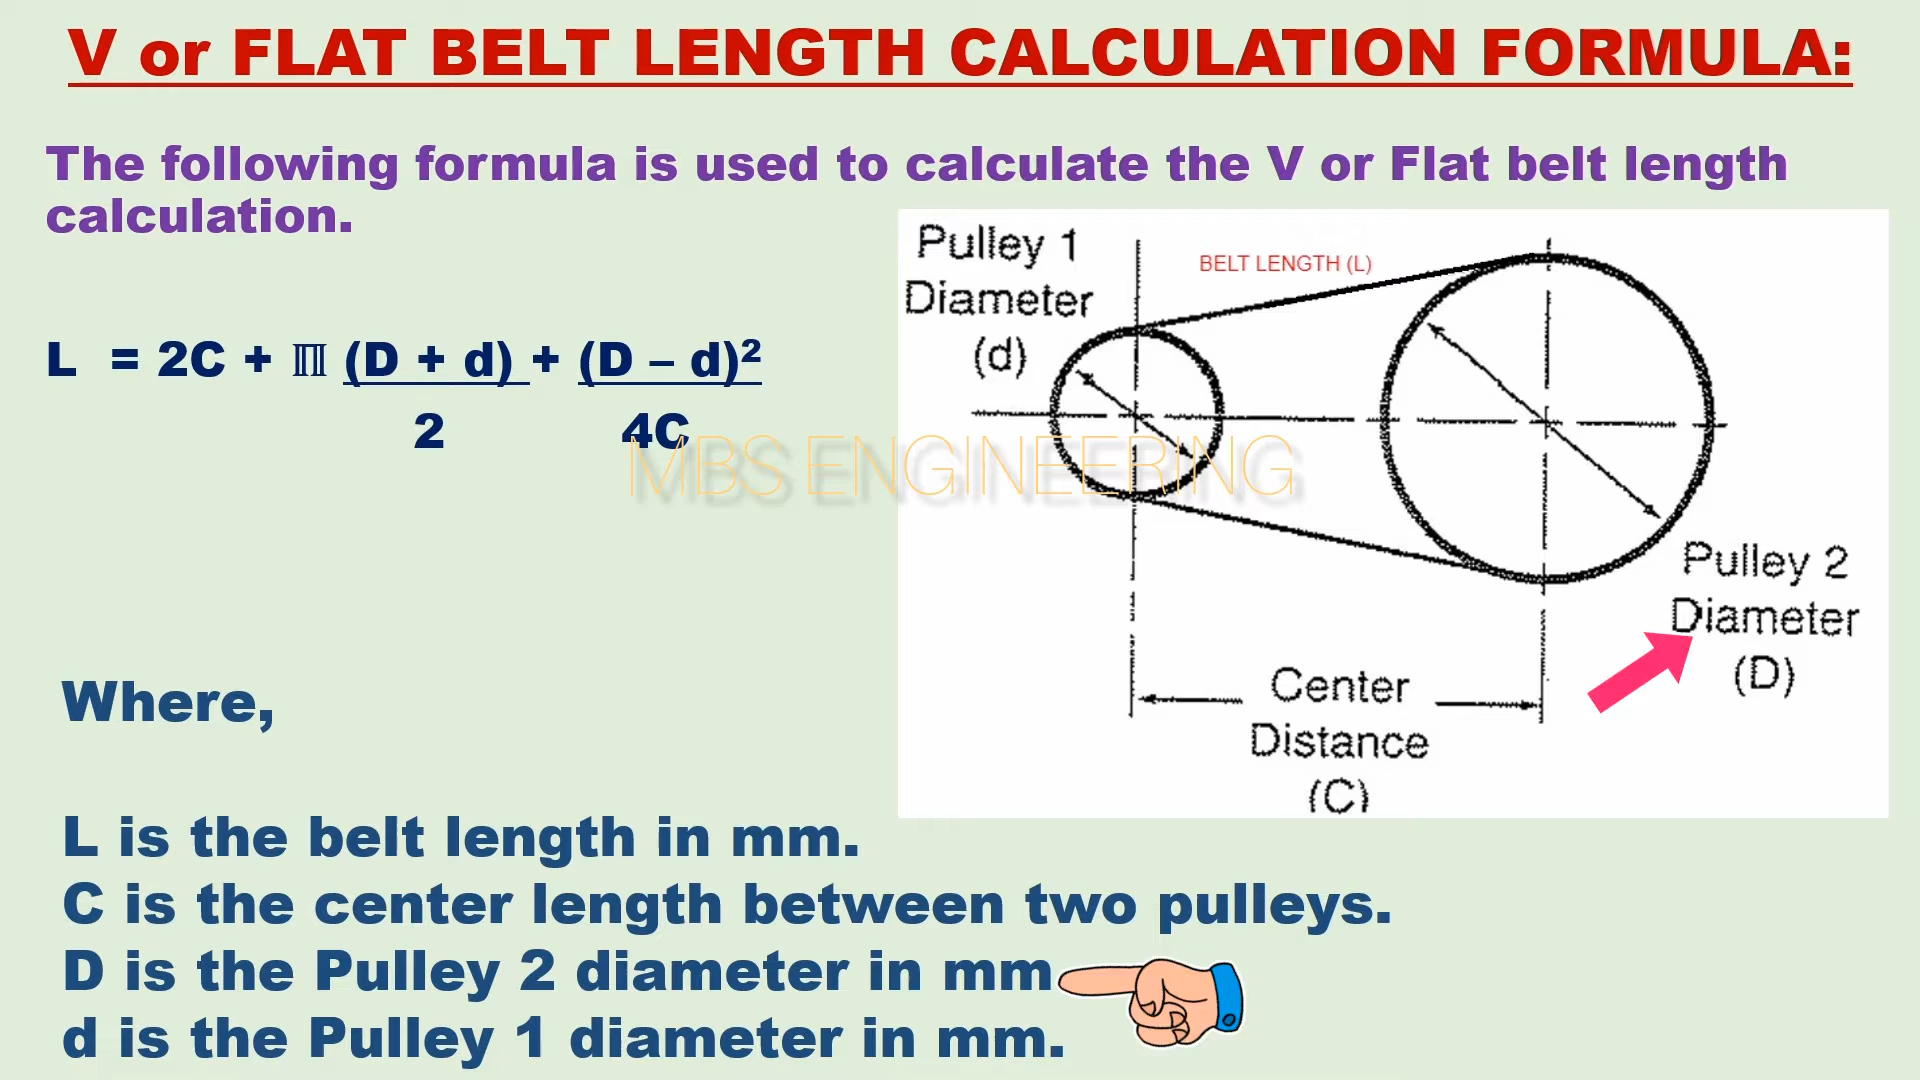 V or FLAT BELT LENGTH CALCULATION FORMULA:
The following formula is used to calculate the V or Flat belt length
calculation.
L = 2C + ∏ (D + d) + (D – d)²
2 4C
Pulley 1
Diameter
(d)
BELT LENGTH (L)
MBS ENGINEERING
Pulley 2
Diameter
(D)
Center
Distance
(C)
Where,
L is the belt length in mm.
C is the center length between two pulleys.
D is the Pulley 2 diameter in mm
d is the Pulley 1 diameter in mm.